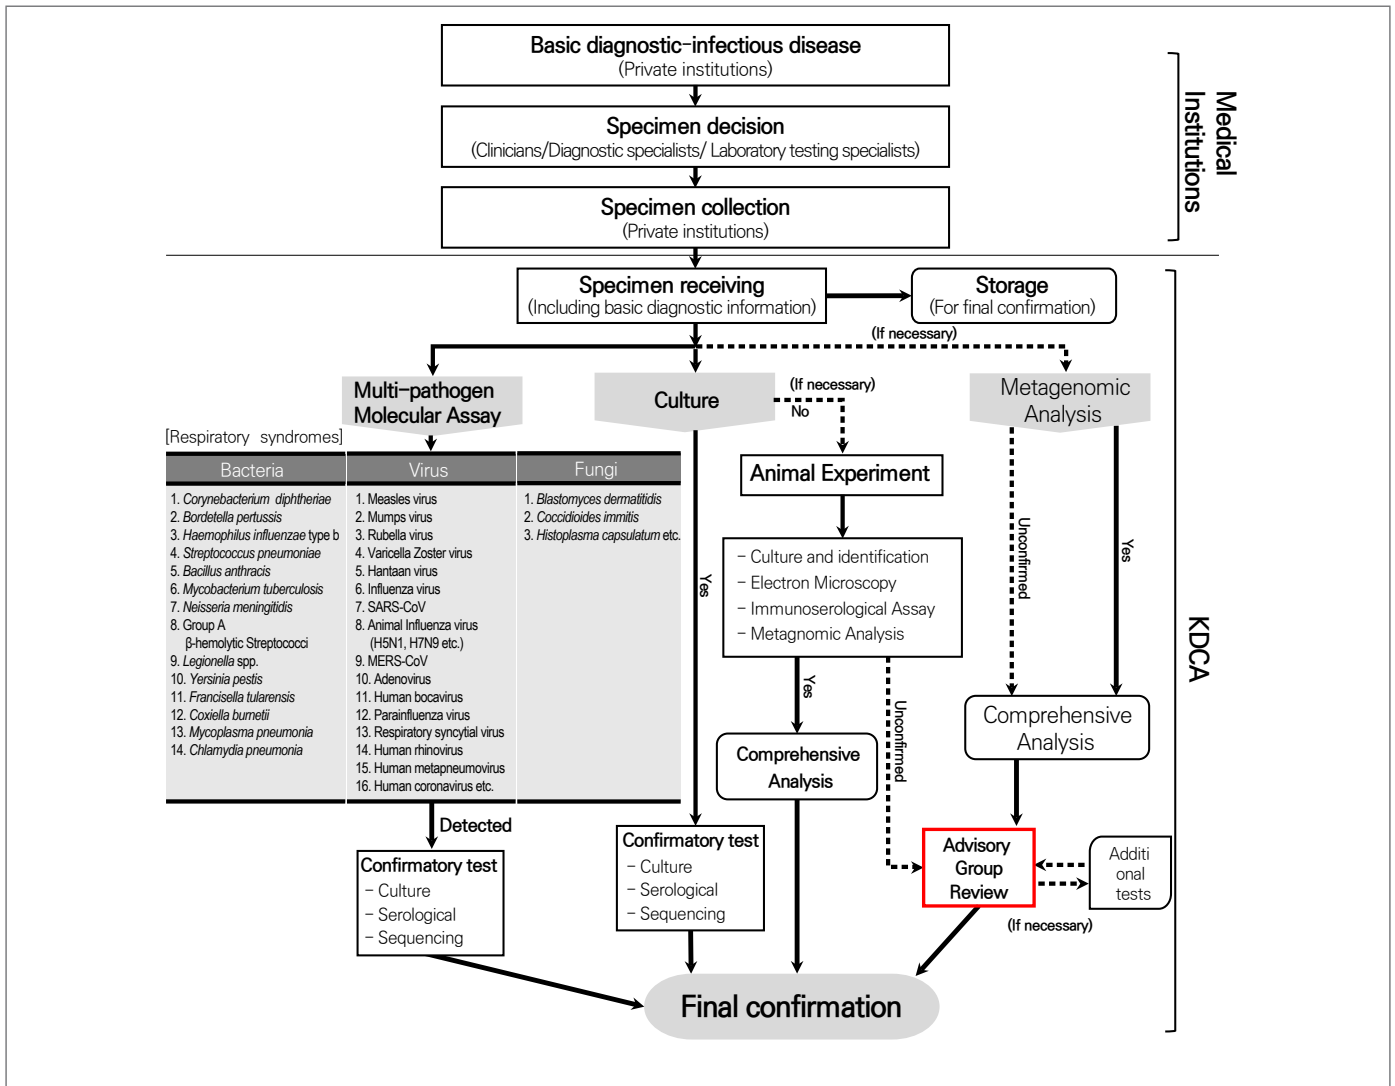 Basic diagnostic-infectious disease
(Private institutions)
Specimen decision
(Clinicians/Diagnostic specialists/ Laboratory testing specialists)
Specimen collection
(Private institutions)
Medical
Institutions
Specimen receiving
(Including basic diagnostic information)
Storage
(For final confirmation)
(If necessary)
Multi-pathogen
Molecular Assay
Culture
(If necessary)
No
Metagenomic
Analysis
[Respiratory syndromes]
Bacteria
1. Corynebacterium diphtheriae
2. Bordetella pertussis
3. Haemophilus influenzae type b
4. Streptococcus pneumoniae
5. Bacillus anthracis
6. Mycobacterium tuberculosis
7. Neisseria meningitidis
8. Group A
β-hemolytic Streptococci
9. Legionella spp.
10. Yersinia pestis
11. Francisella tularensis
12. Coxiella burnetii
13. Mycoplasma pneumonia
14. Chlamydia pneumonia
Virus
1. Measles virus
2. Mumps virus
3. Rubella virus
4. Varicella Zoster virus
5. Hantaan virus
6. Influenza virus
7. SARS-CoV
8. Animal Influenza virus
(H5N1, H7N9 etc.)
9. MERS-CoV
10. Adenovirus
11. Human bocavirus
12. Parainfluenza virus
13. Respiratory syncytial virus
14. Human rhinovirus
15. Human metapneumovirus
16. Human coronavirus etc.
Fungi
1. Blastomyces dermatitidis
2. Coccidioides immitis
3. Histoplasma capsulatum etc.
Yes
Animal Experiment
- Culture and identification
- Electron Microscopy
- Immunoserological Assay
- Metagnomic Analysis
Yes
Unconfirmed
Unconfirmed
Yes
KDCA
Comprehensive
Analysis
Comprehensive
Analysis
Detected
Confirmatory test
- Culture
- Serological
- Sequencing
Confirmatory test
- Culture
- Serological
- Sequencing
Advisory
Group
Review
Additi
onal
tests
(If necessary)
Final confirmation